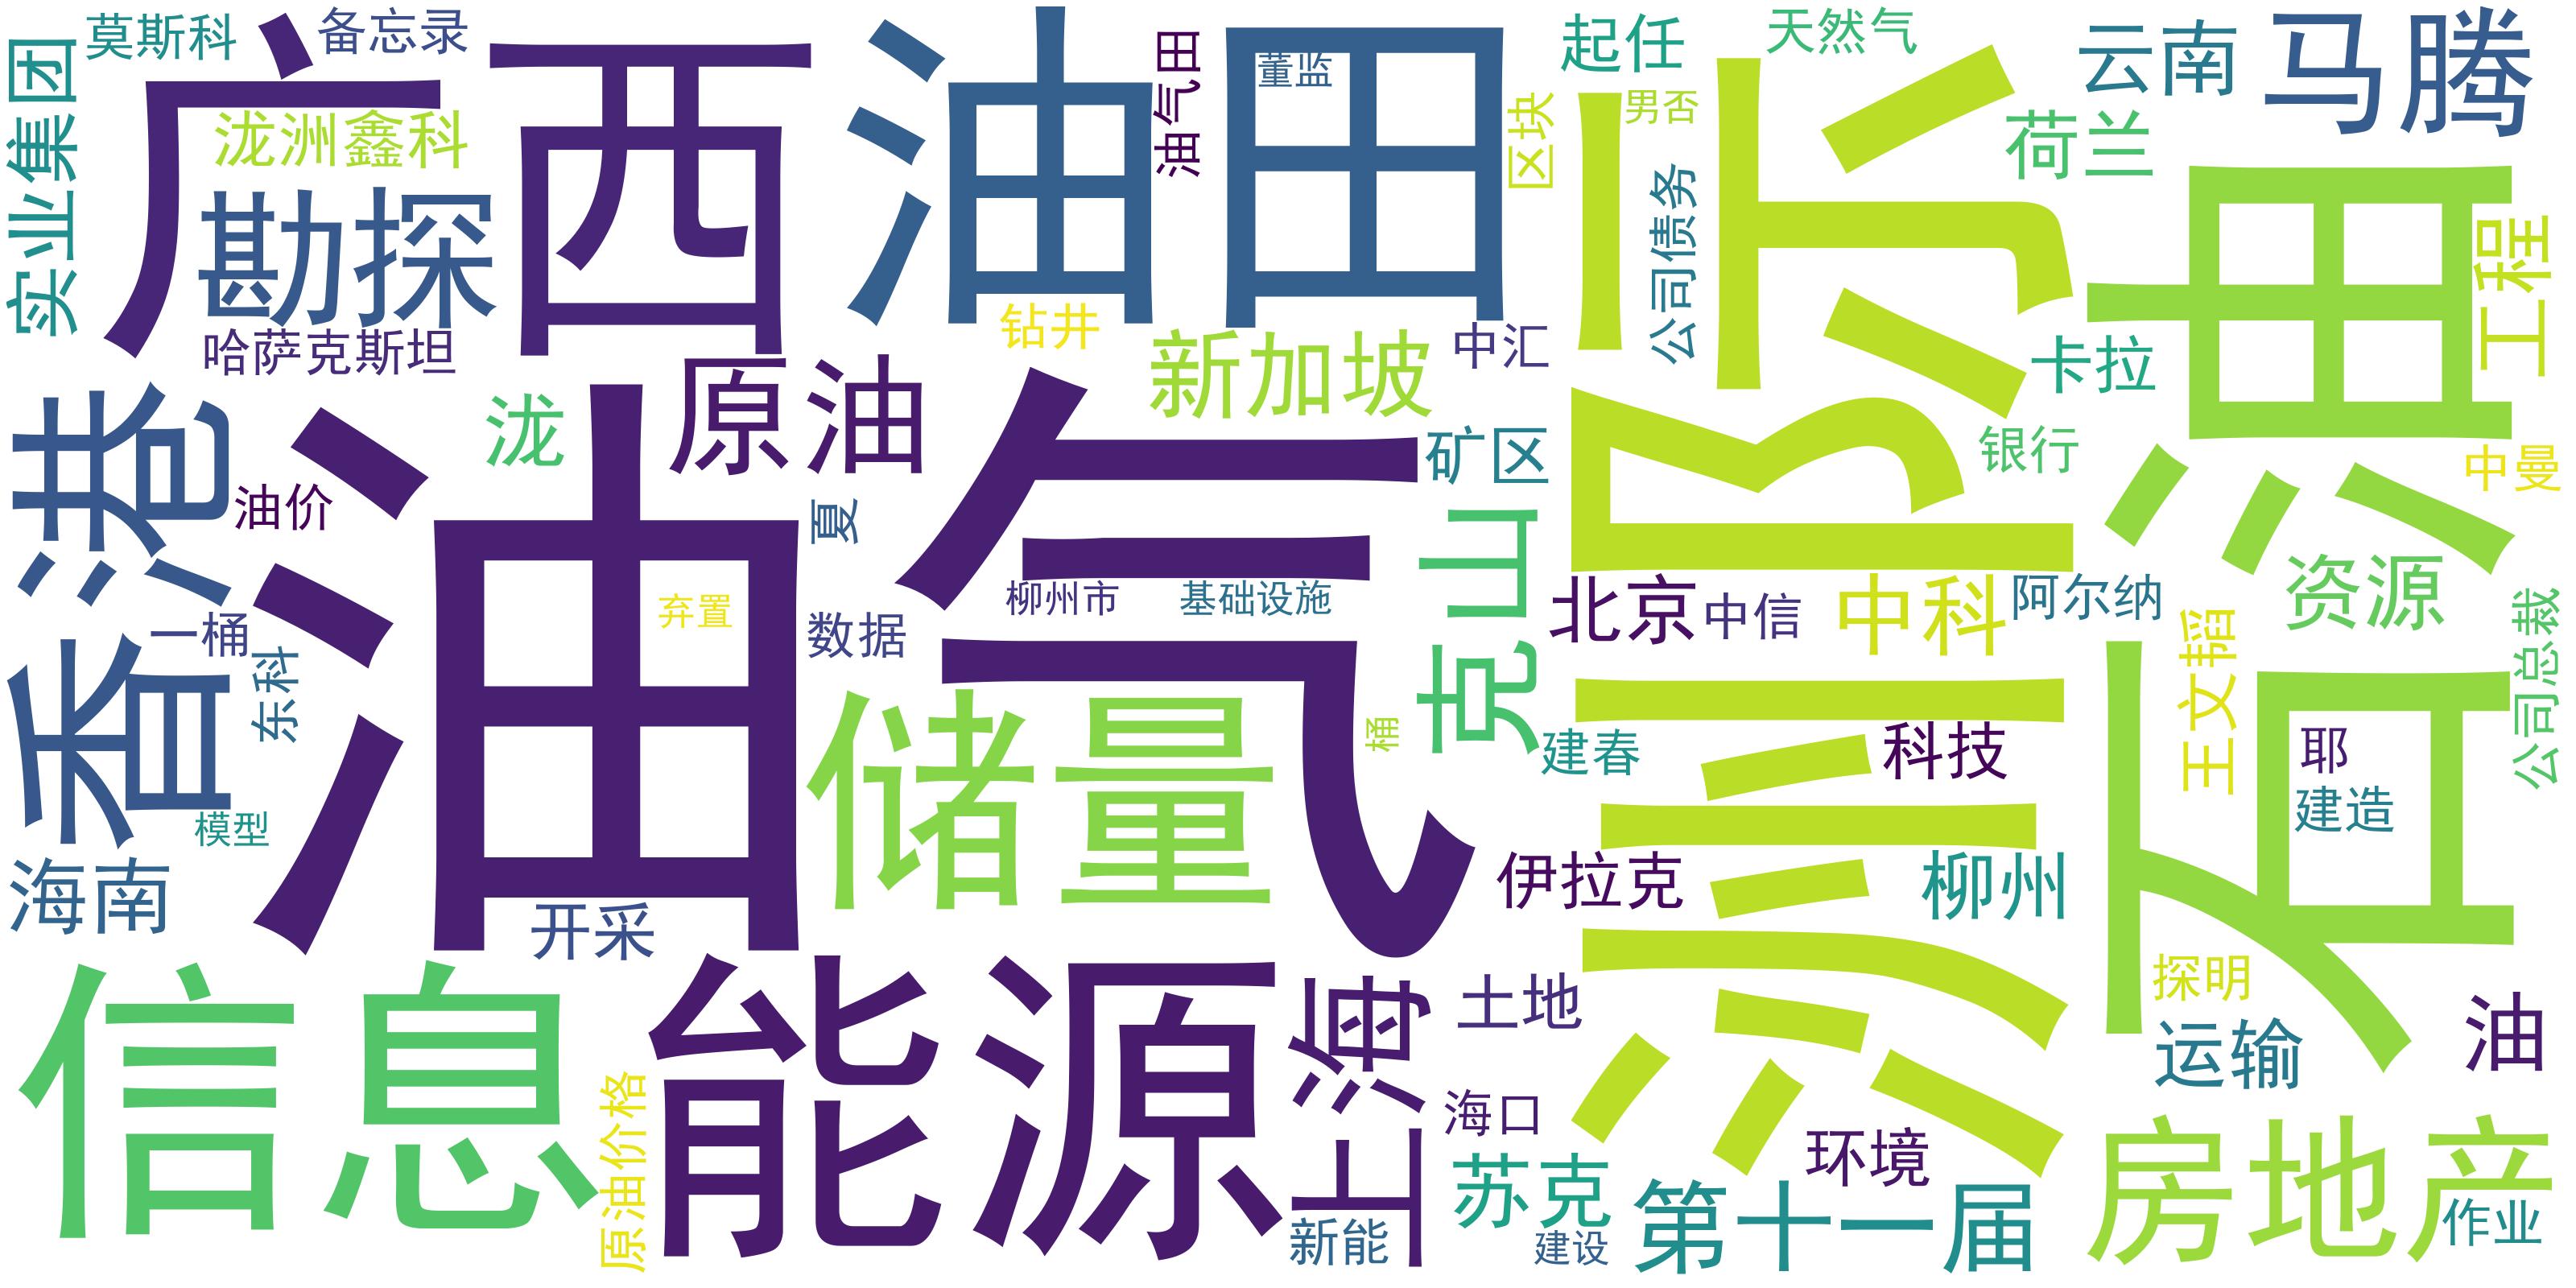 莫斯科
备忘录
广西
油田
董监
油气田
起任
天然气
云南
马腾
实业集团
泷洲鑫科
区块
男否
荷兰
勘探
公司债务
洲际
石油
工程
哈萨克斯坦
钻井
新加坡
中汇
卡拉
香港
泷
原油
矿区
银行
中曼
油价
油气
夏
克山
弃置
柳州市
基础设施
北京
中信
中科
阿尔纳
资源
一桶
数据
东科
储量
桶
建春
科技
王文韬
耶
公司总裁
模型
建造
海南
开采
伊拉克
柳州
信息
能源
上海
土地
探明
油
运输
原油价格
海口
苏克
环境
房地产
新能
建设
第十一届
作业